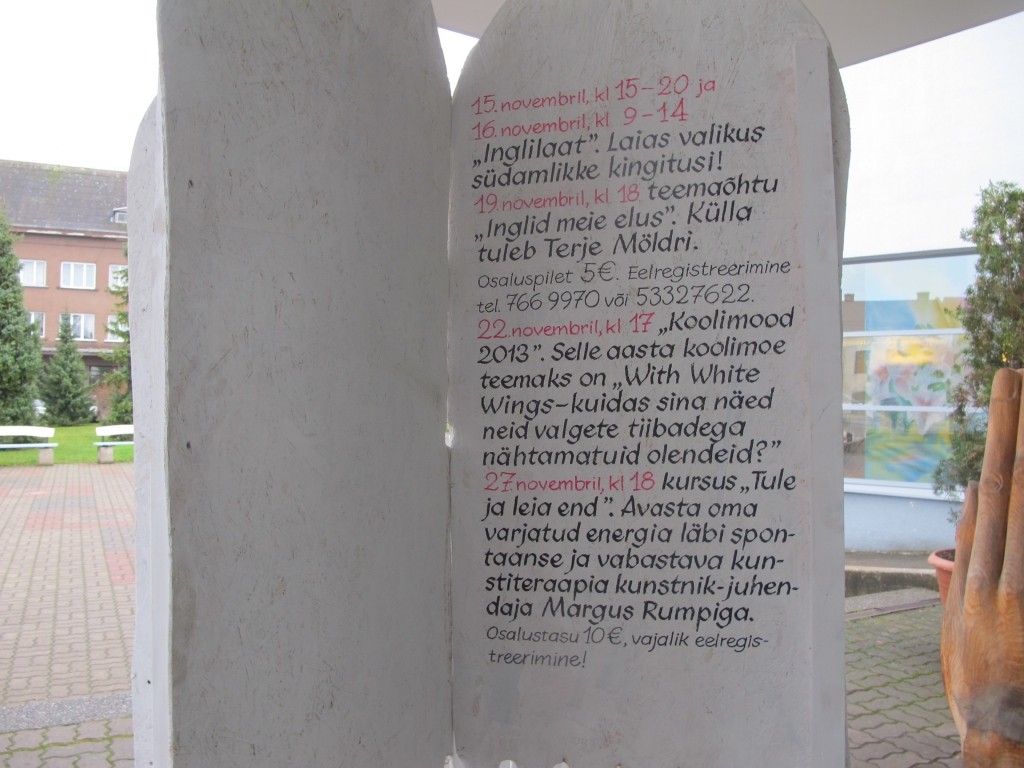 15. novembril, kl 15–20 ja
16. novembril, kl 9–14
„Inglilaat”. Laias valikus
südamlikke kingitusi!
19. novembril, kl 18 teemaõhtu
„Inglid meie elus”. Külla
tuleb Terje Möldri.
Osaluspilet 5€. Eelregistreerimine
tel. 766 9970 või 53327622.
22. novembril, kl 17 „Koolimood
2013”. Selle aasta koolimoe
teemaks on „With White
Wings–kuidas sina näed
neid valgete tiibadega
nähtamatuid olendeid?”
27. novembril, kl 18 kursus „Tule
ja leia end”. Avasta oma
varjatud energia läbi spon-
taanse ja vabastava kun-
stiteraapia kunstnik-juhen-
daja Margus Rumpiga.
Osalustasu 10€, vajalik eelregis-
treerimine!